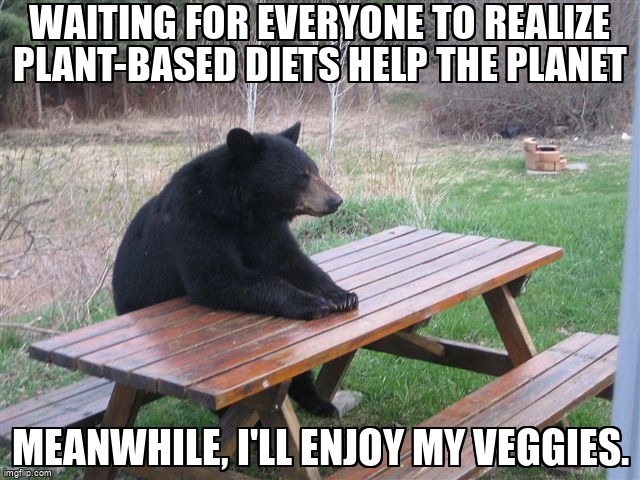 WAITING FOR EVERYONE TO REALIZE
PLANT-BASED DIETS HELP THE PLANET
MEANWHILE, I'LL ENJOY MY VEGGIES.
imgflip.com